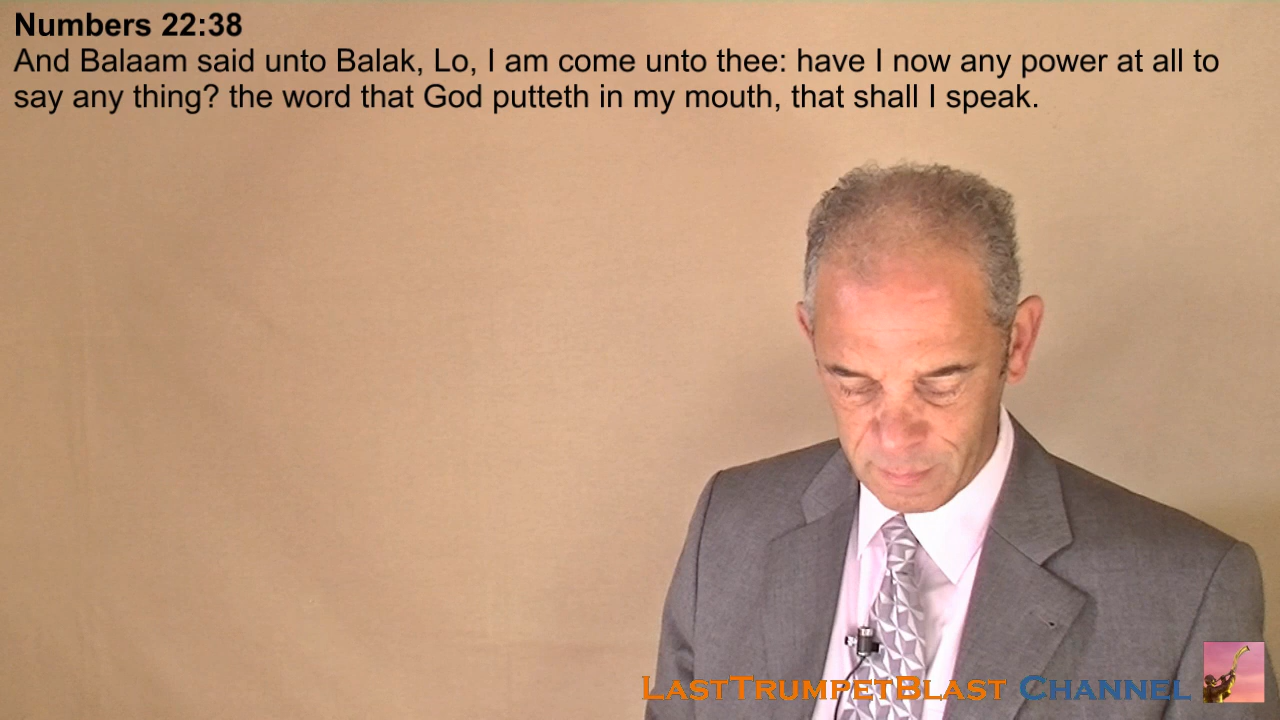 Numbers 22:38
And Balaam said unto Balak, Lo, I am come unto thee: have I now any power at all to
say any thing? the word that God putteth in my mouth, that shall I speak.
LastTrumpetBlast Channel